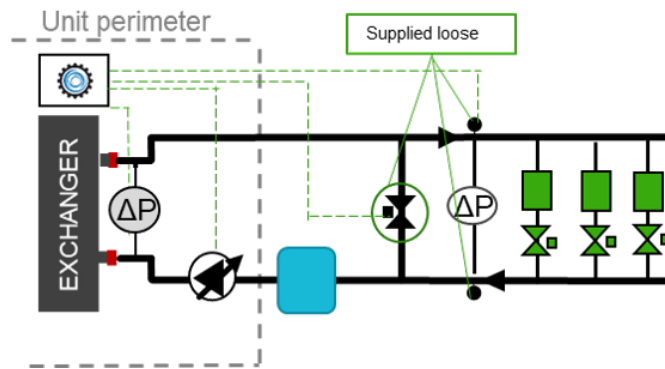 Unit perimeter
Supplied loose
EXCHANGER
ΔP
ΔP